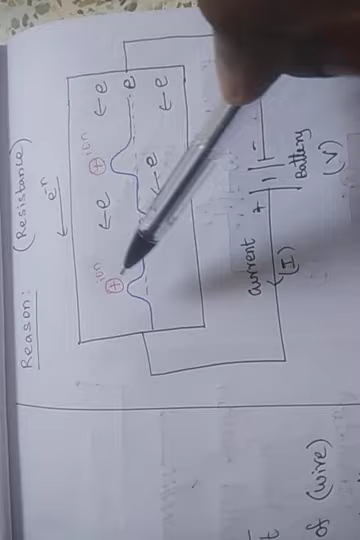 Reason: (Resistance)
e⁻n
+ ion + ion
← e ← e
← e e
← e
+ -
Current Battery
(I) (V)
of (wire)